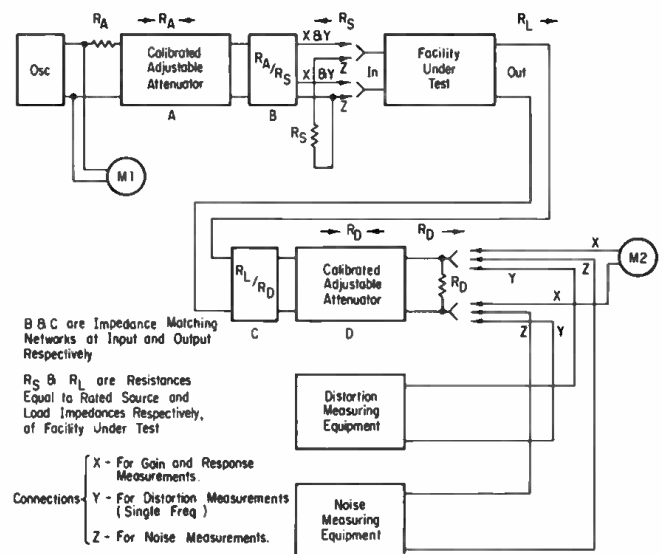 R_A
R_A
R_S
R_L
X & Y
Z
X & Y
Z
Osc
Calibrated
Adjustable
Attenuator
A
R_A/R_S
B
R_S
In
Facility
Under
Test
Out
M1
R_D
R_D
R_L/R_D
C
Calibrated
Adjustable
Attenuator
D
R_D
X
Z
Y
X
Z
Y
M2
B & C are Impedance Matching
Networks at Input and Output
Respectively
R_S & R_L are Resistances
Equal to Rated Source and
Load Impedances Respectively,
of Facility Under Test
Distortion
Measuring
Equipment
Noise
Measuring
Equipment
Connections
X - For Gain and Response
Measurements.
Y - For Distortion Measurements
(Single Freq)
Z - For Noise Measurements.